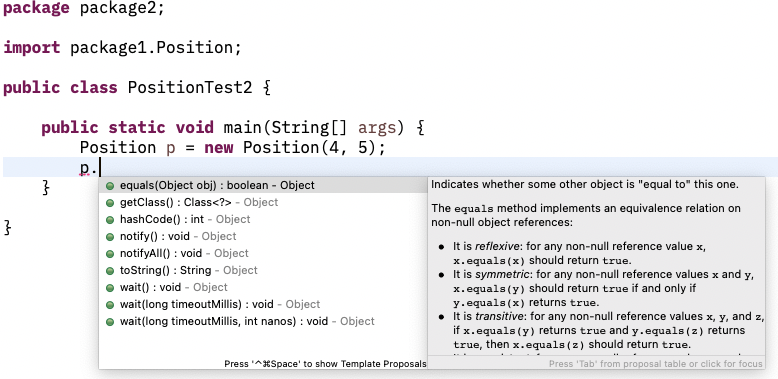 package package2;
import package1.Position;
public class PositionTest2 {
public static void main(String[] args) {
Position p = new Position(4, 5);
p.
}
}
equals(Object obj) : boolean - Object
getClass() : Class<?> - Object
hashCode() : int - Object
notify() : void - Object
notifyAll() : void - Object
toString() : String - Object
wait() : void - Object
wait(long timeoutMillis) : void - Object
wait(long timeoutMillis, int nanos) : void - Object
Press '^⌘Space' to show Template Proposals
Indicates whether some other object is "equal to" this one.
The equals method implements an equivalence relation on
non-null object references:
• It is reflexive: for any non-null reference value x,
x.equals(x) should return true.
• It is symmetric: for any non-null reference values x and y,
x.equals(y) should return true if and only if
y.equals(x) returns true.
• It is transitive: for any non-null reference values x, y, and z,
if x.equals(y) returns true and y.equals(z) returns
true, then x.equals(z) should return true.
Press 'Tab' from proposal table or click for focus